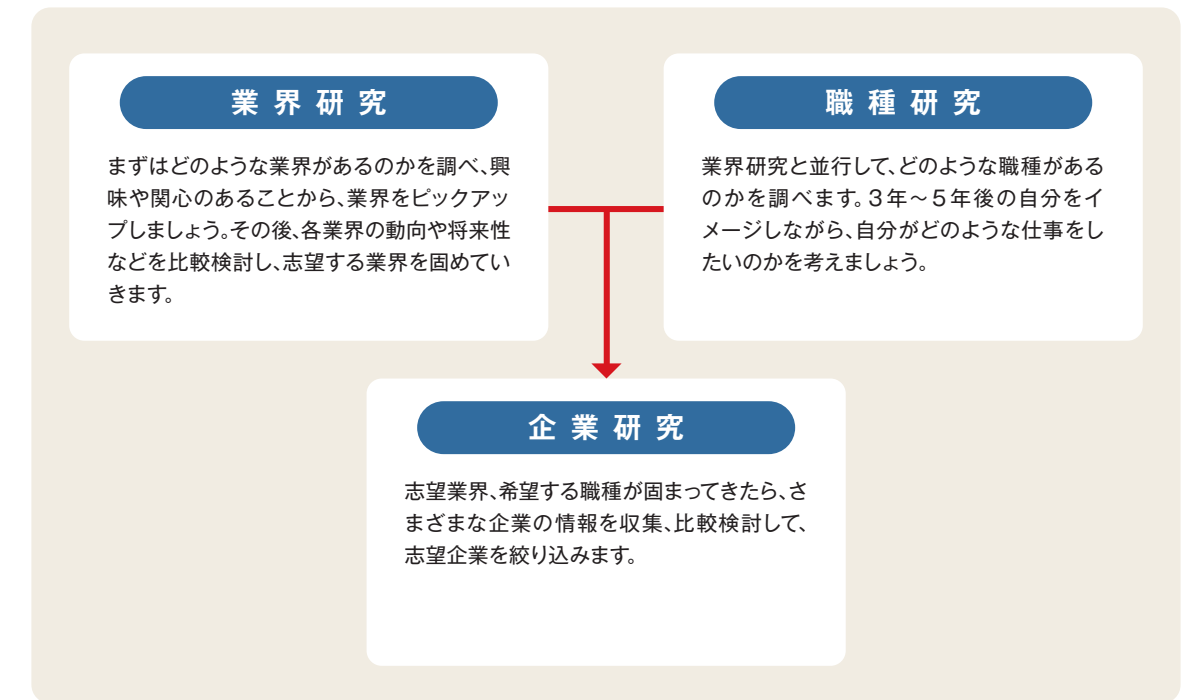 業界研究
まずはどのような業界があるのかを調べ、興
味や関心のあることから、業界をピックアッ
プしましょう。その後、各業界の動向や将来性
などを比較検討し、志望する業界を固めてい
きます。
職種研究
業界研究と並行して、どのような職種がある
のかを調べます。3年～5年後の自分をイ
メージしながら、自分がどのような仕事をし
たいのかを考えましょう。
企業研究
志望業界、希望する職種が固まってきたら、さ
まざまな企業の情報を収集、比較検討して、
志望企業を絞り込みます。